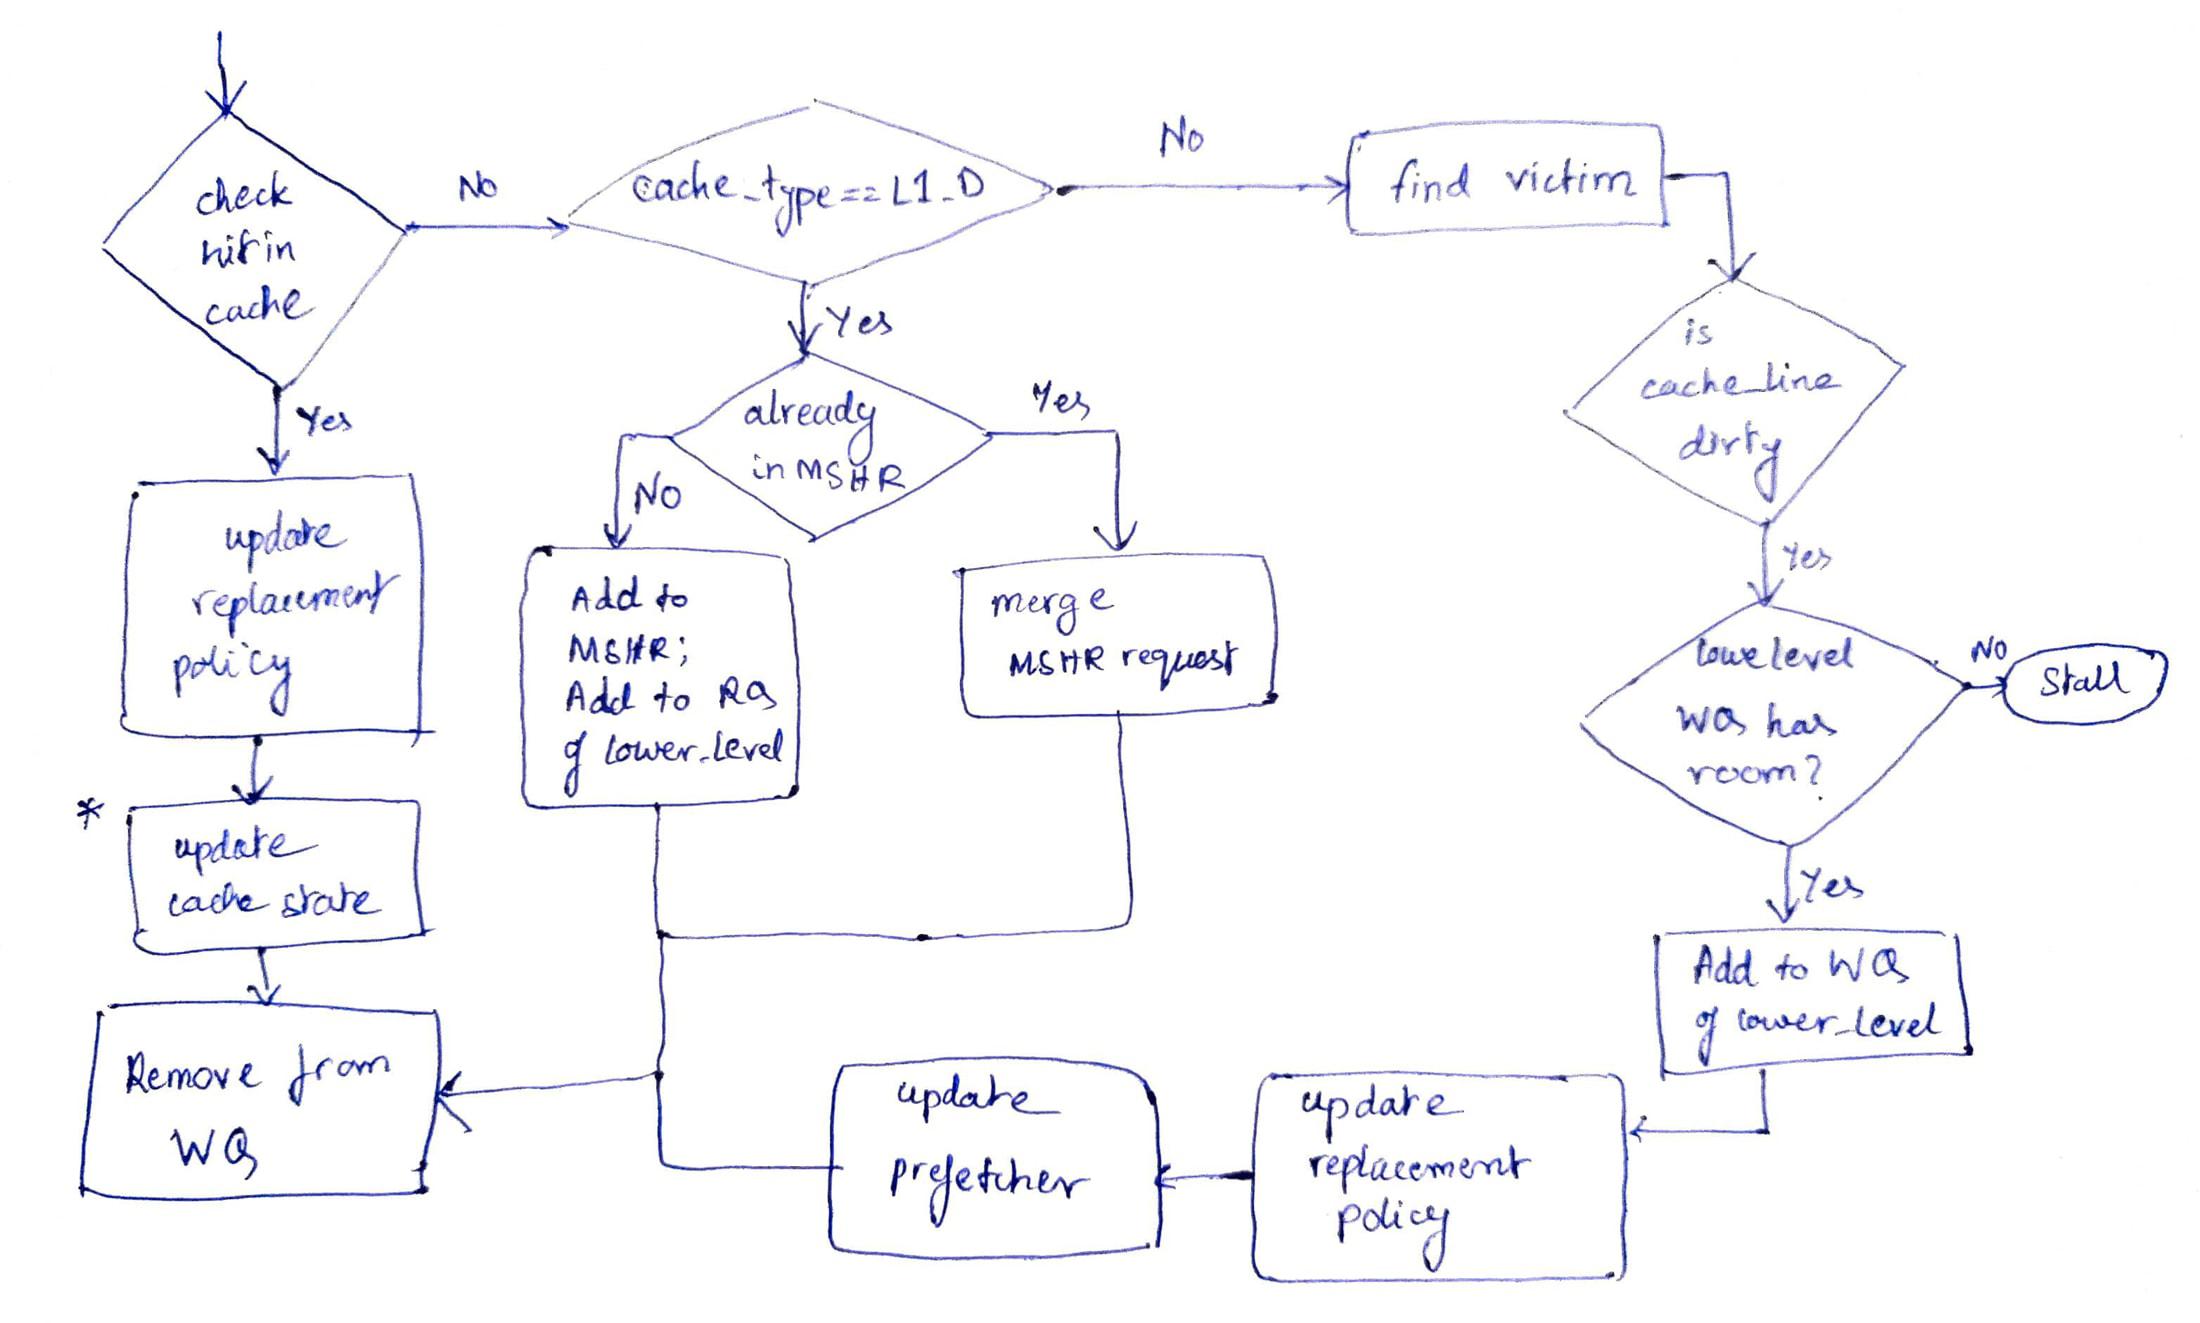 check
hit in
cache
No
cache_type == L1_D
No
find victim
Yes
already
in MSHR
No
Yes
is
cache_line
dirty
Yes
update
replacement
policy
Yes
Add to
MSHR;
Add to RQ
of lower_level
merge
MSHR request
lowelevel
WQ has
room?
No
Stall
Yes
*
update
cache state
Add to WQ
of lower_level
Remove from
WQ
update
prefetcher
update
replacement
policy